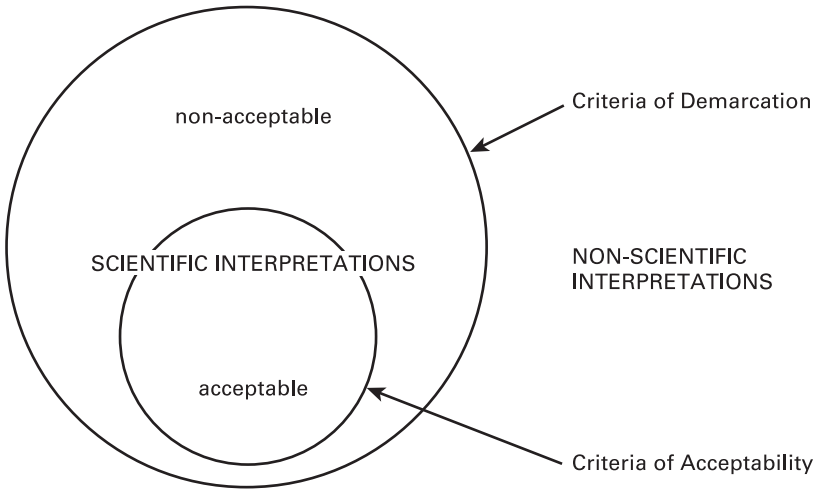 Criteria of Demarcation
non-acceptable
SCIENTIFIC INTERPRETATIONS
NON-SCIENTIFIC
INTERPRETATIONS
acceptable
Criteria of Acceptability